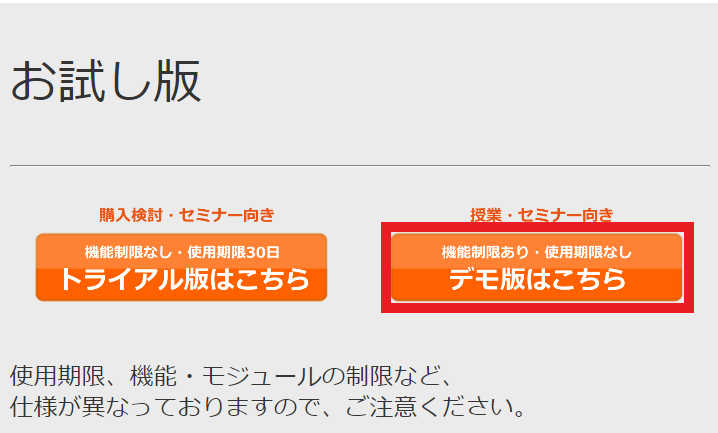 お試し版
購入検討・セミナー向き
機能制限なし・使用期限30日
トライアル版はこちら
授業・セミナー向き
機能制限あり・使用期限なし
デモ版はこちら
使用期限、機能・モジュールの制限など、
仕様が異なっておりますので、ご注意ください。